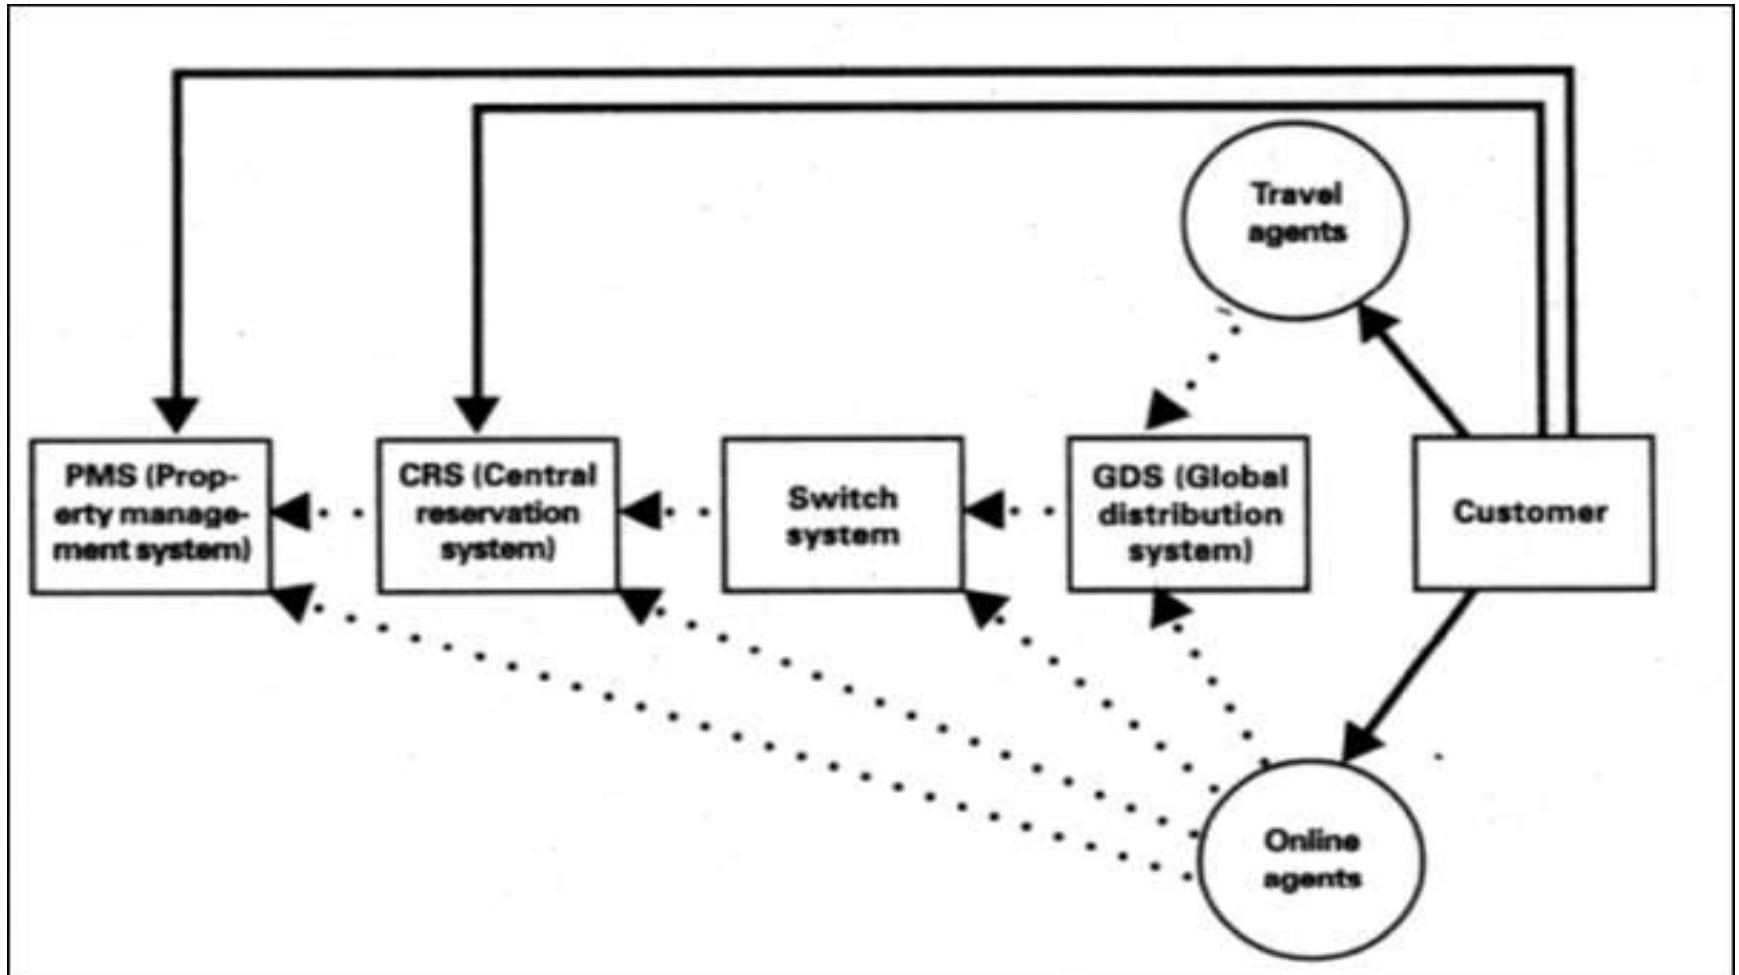 Travel
agents
PMS (Prop-
erty manage-
ment system)
CRS (Central
reservation
system)
Switch
system
GDS (Global
distribution
system)
Customer
Online
agents